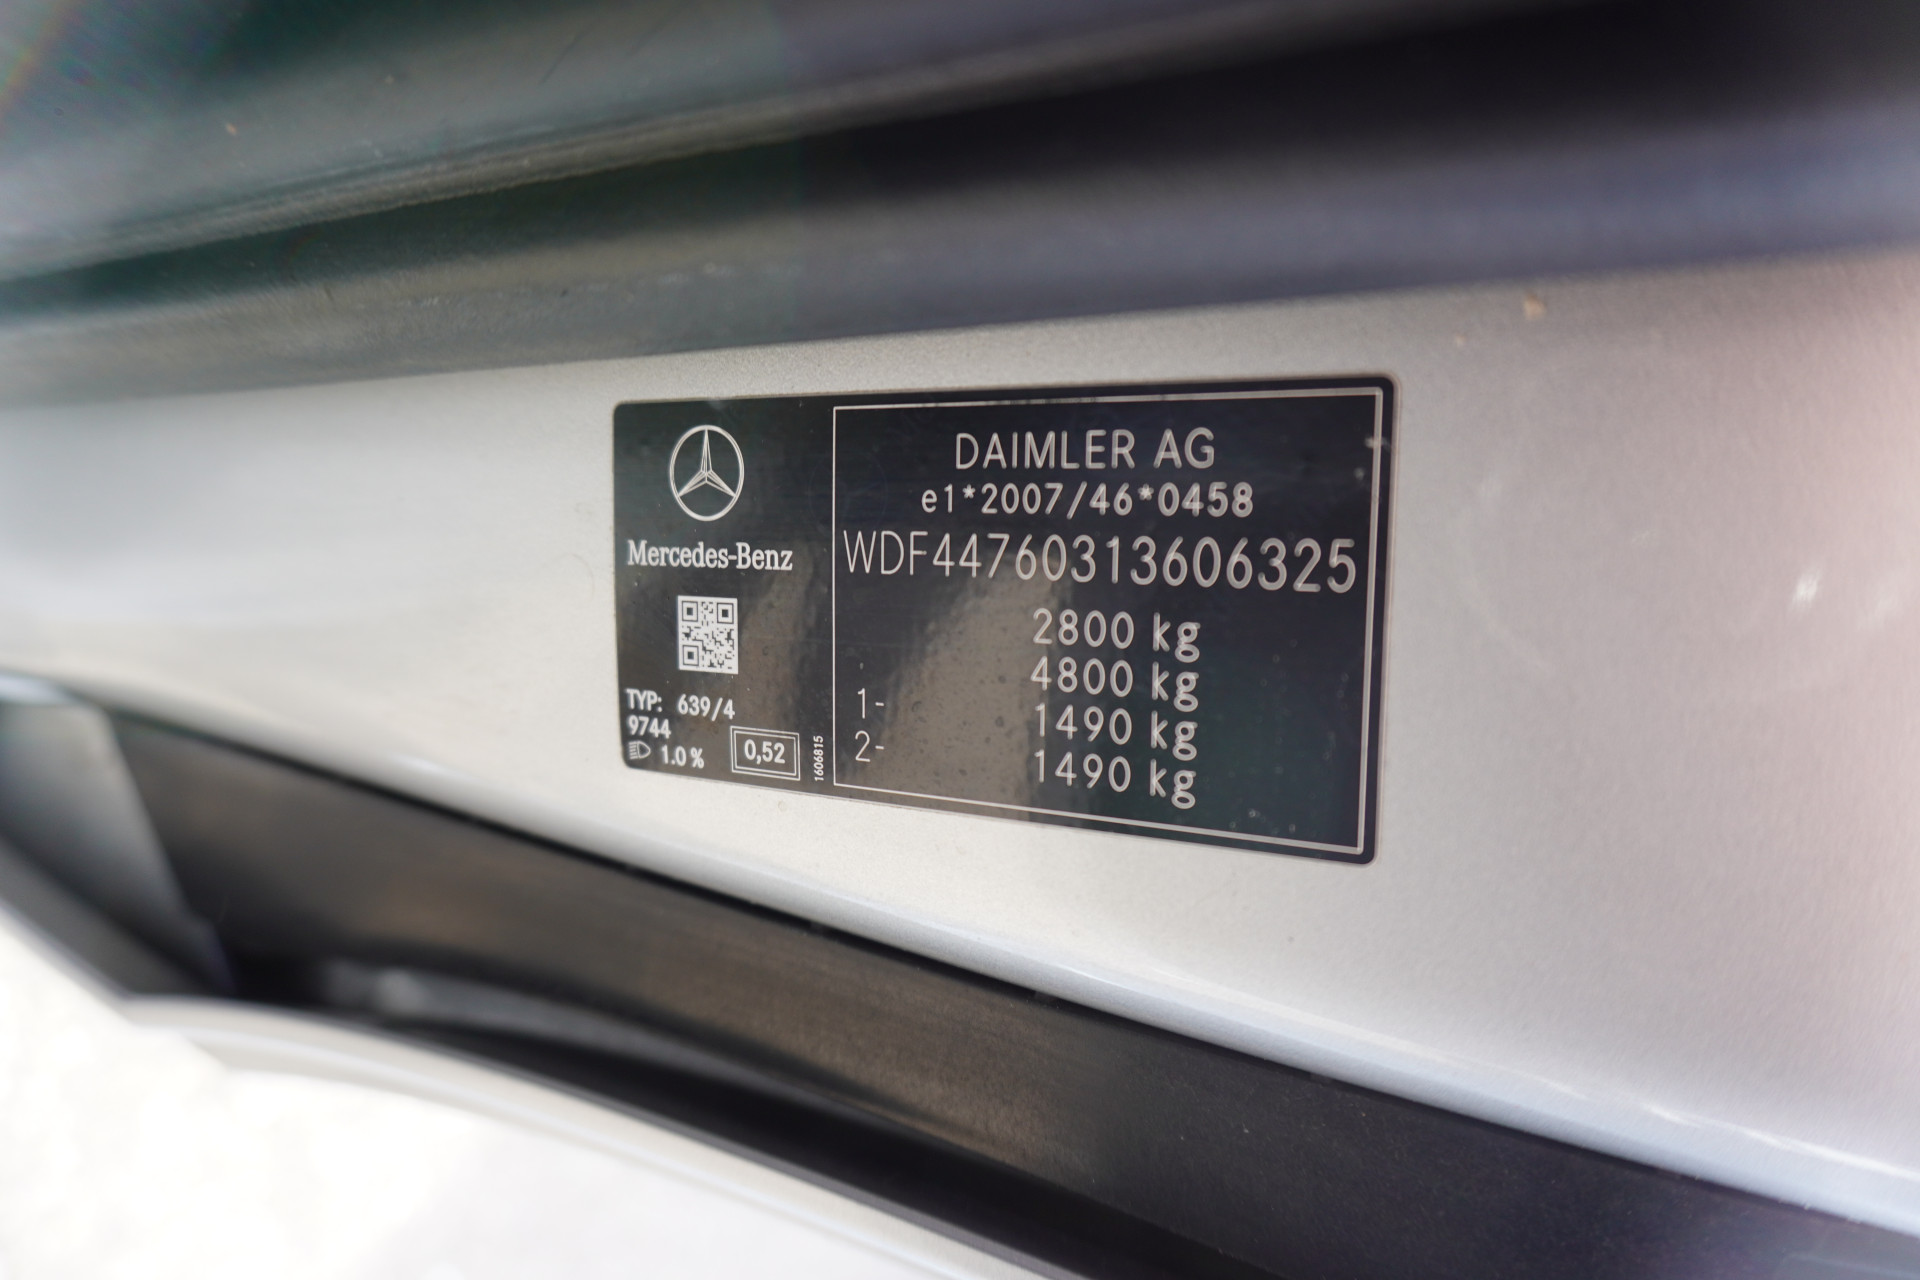 Mercedes-Benz
TYP: 639/4
9744
1.0 %
0,52
1606815
DAIMLER AG
e1*2007/46*0458
WDF44760313606325
2800 kg
4800 kg
1- 1490 kg
2- 1490 kg